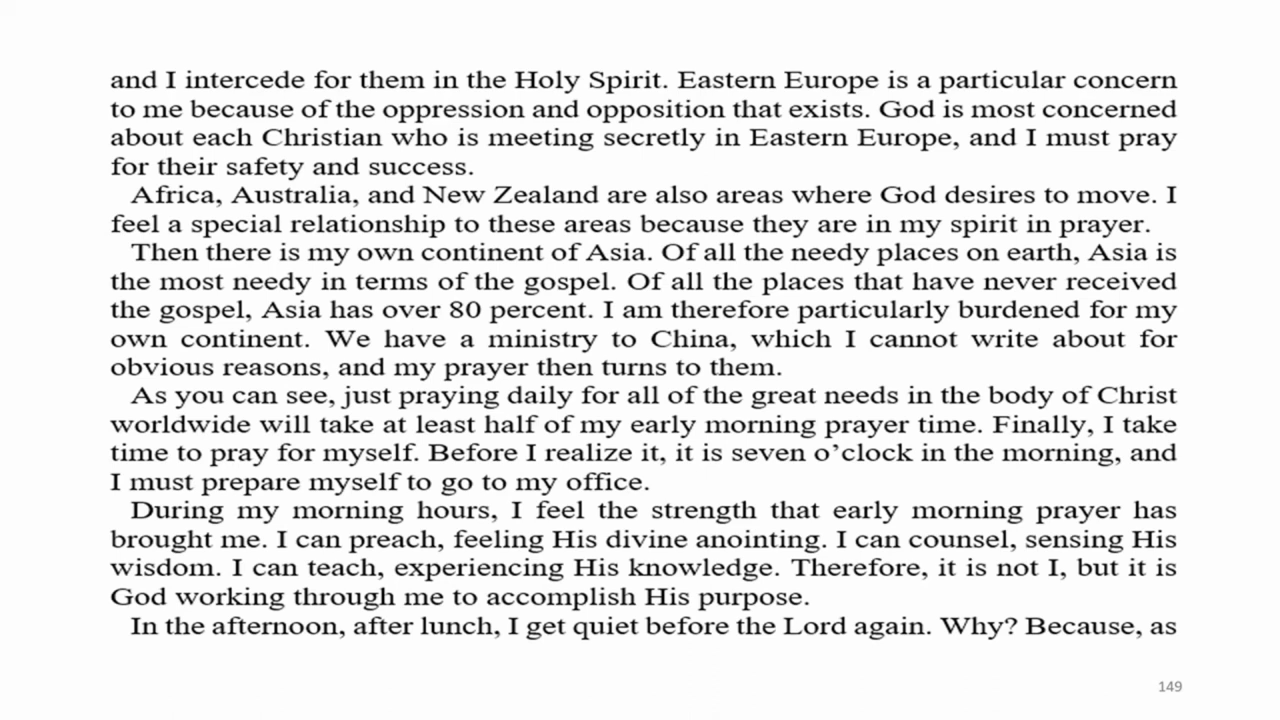 and I intercede for them in the Holy Spirit. Eastern Europe is a particular concern
to me because of the oppression and opposition that exists. God is most concerned
about each Christian who is meeting secretly in Eastern Europe, and I must pray
for their safety and success.
Africa, Australia, and New Zealand are also areas where God desires to move. I
feel a special relationship to these areas because they are in my spirit in prayer.
Then there is my own continent of Asia. Of all the needy places on earth, Asia is
the most needy in terms of the gospel. Of all the places that have never received
the gospel, Asia has over 80 percent. I am therefore particularly burdened for my
own continent. We have a ministry to China, which I cannot write about for
obvious reasons, and my prayer then turns to them.
As you can see, just praying daily for all of the great needs in the body of Christ
worldwide will take at least half of my early morning prayer time. Finally, I take
time to pray for myself. Before I realize it, it is seven o’clock in the morning, and
I must prepare myself to go to my office.
During my morning hours, I feel the strength that early morning prayer has
brought me. I can preach, feeling His divine anointing. I can counsel, sensing His
wisdom. I can teach, experiencing His knowledge. Therefore, it is not I, but it is
God working through me to accomplish His purpose.
In the afternoon, after lunch, I get quiet before the Lord again. Why? Because, as
149